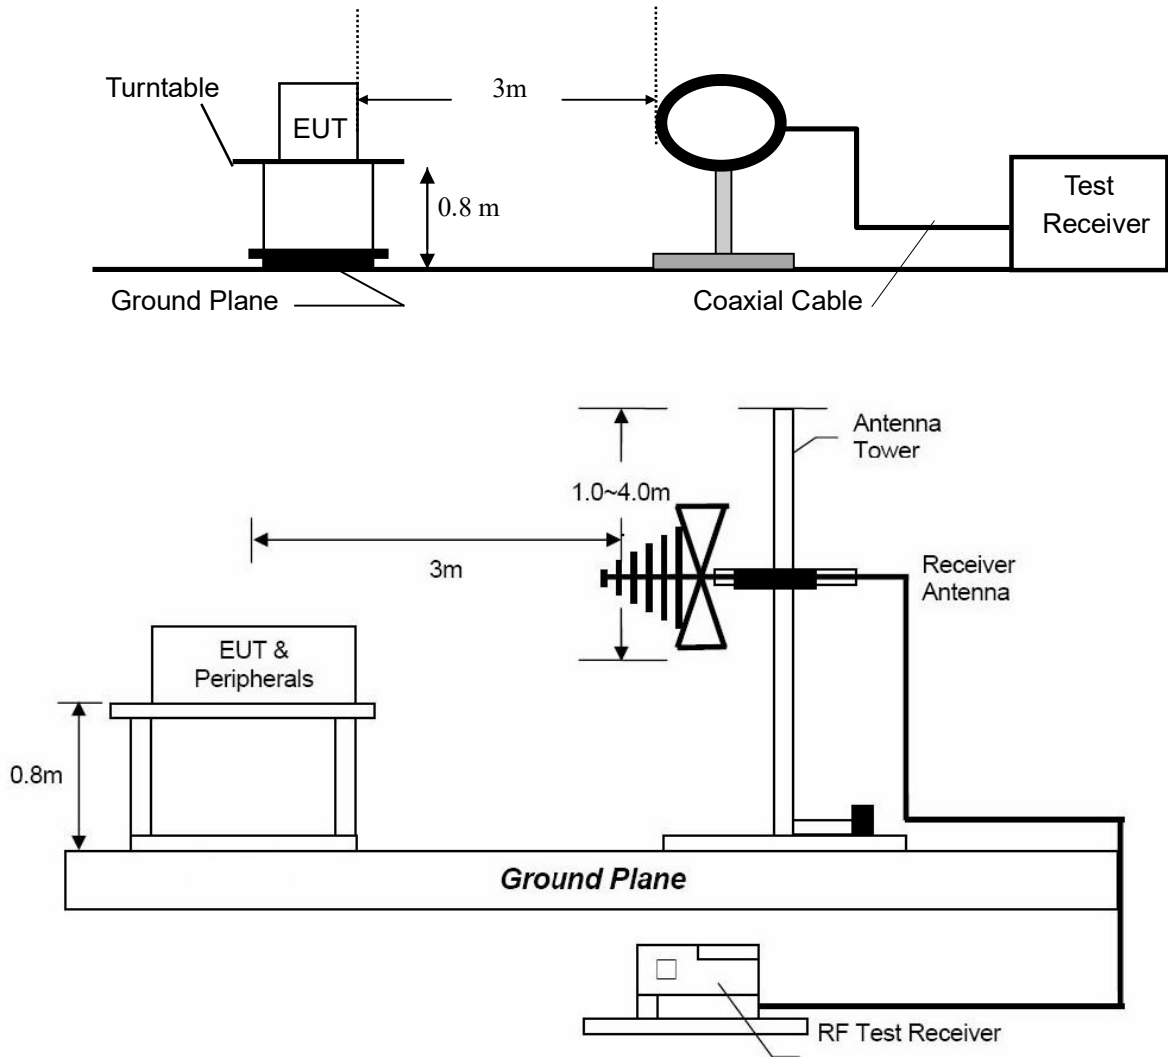 Turntable
EUT
3m
0.8 m
Test
Receiver
Ground Plane
Coaxial Cable
Antenna
Tower
1.0~4.0m
3m
Receiver
Antenna
EUT &
Peripherals
0.8m
Ground Plane
RF Test Receiver